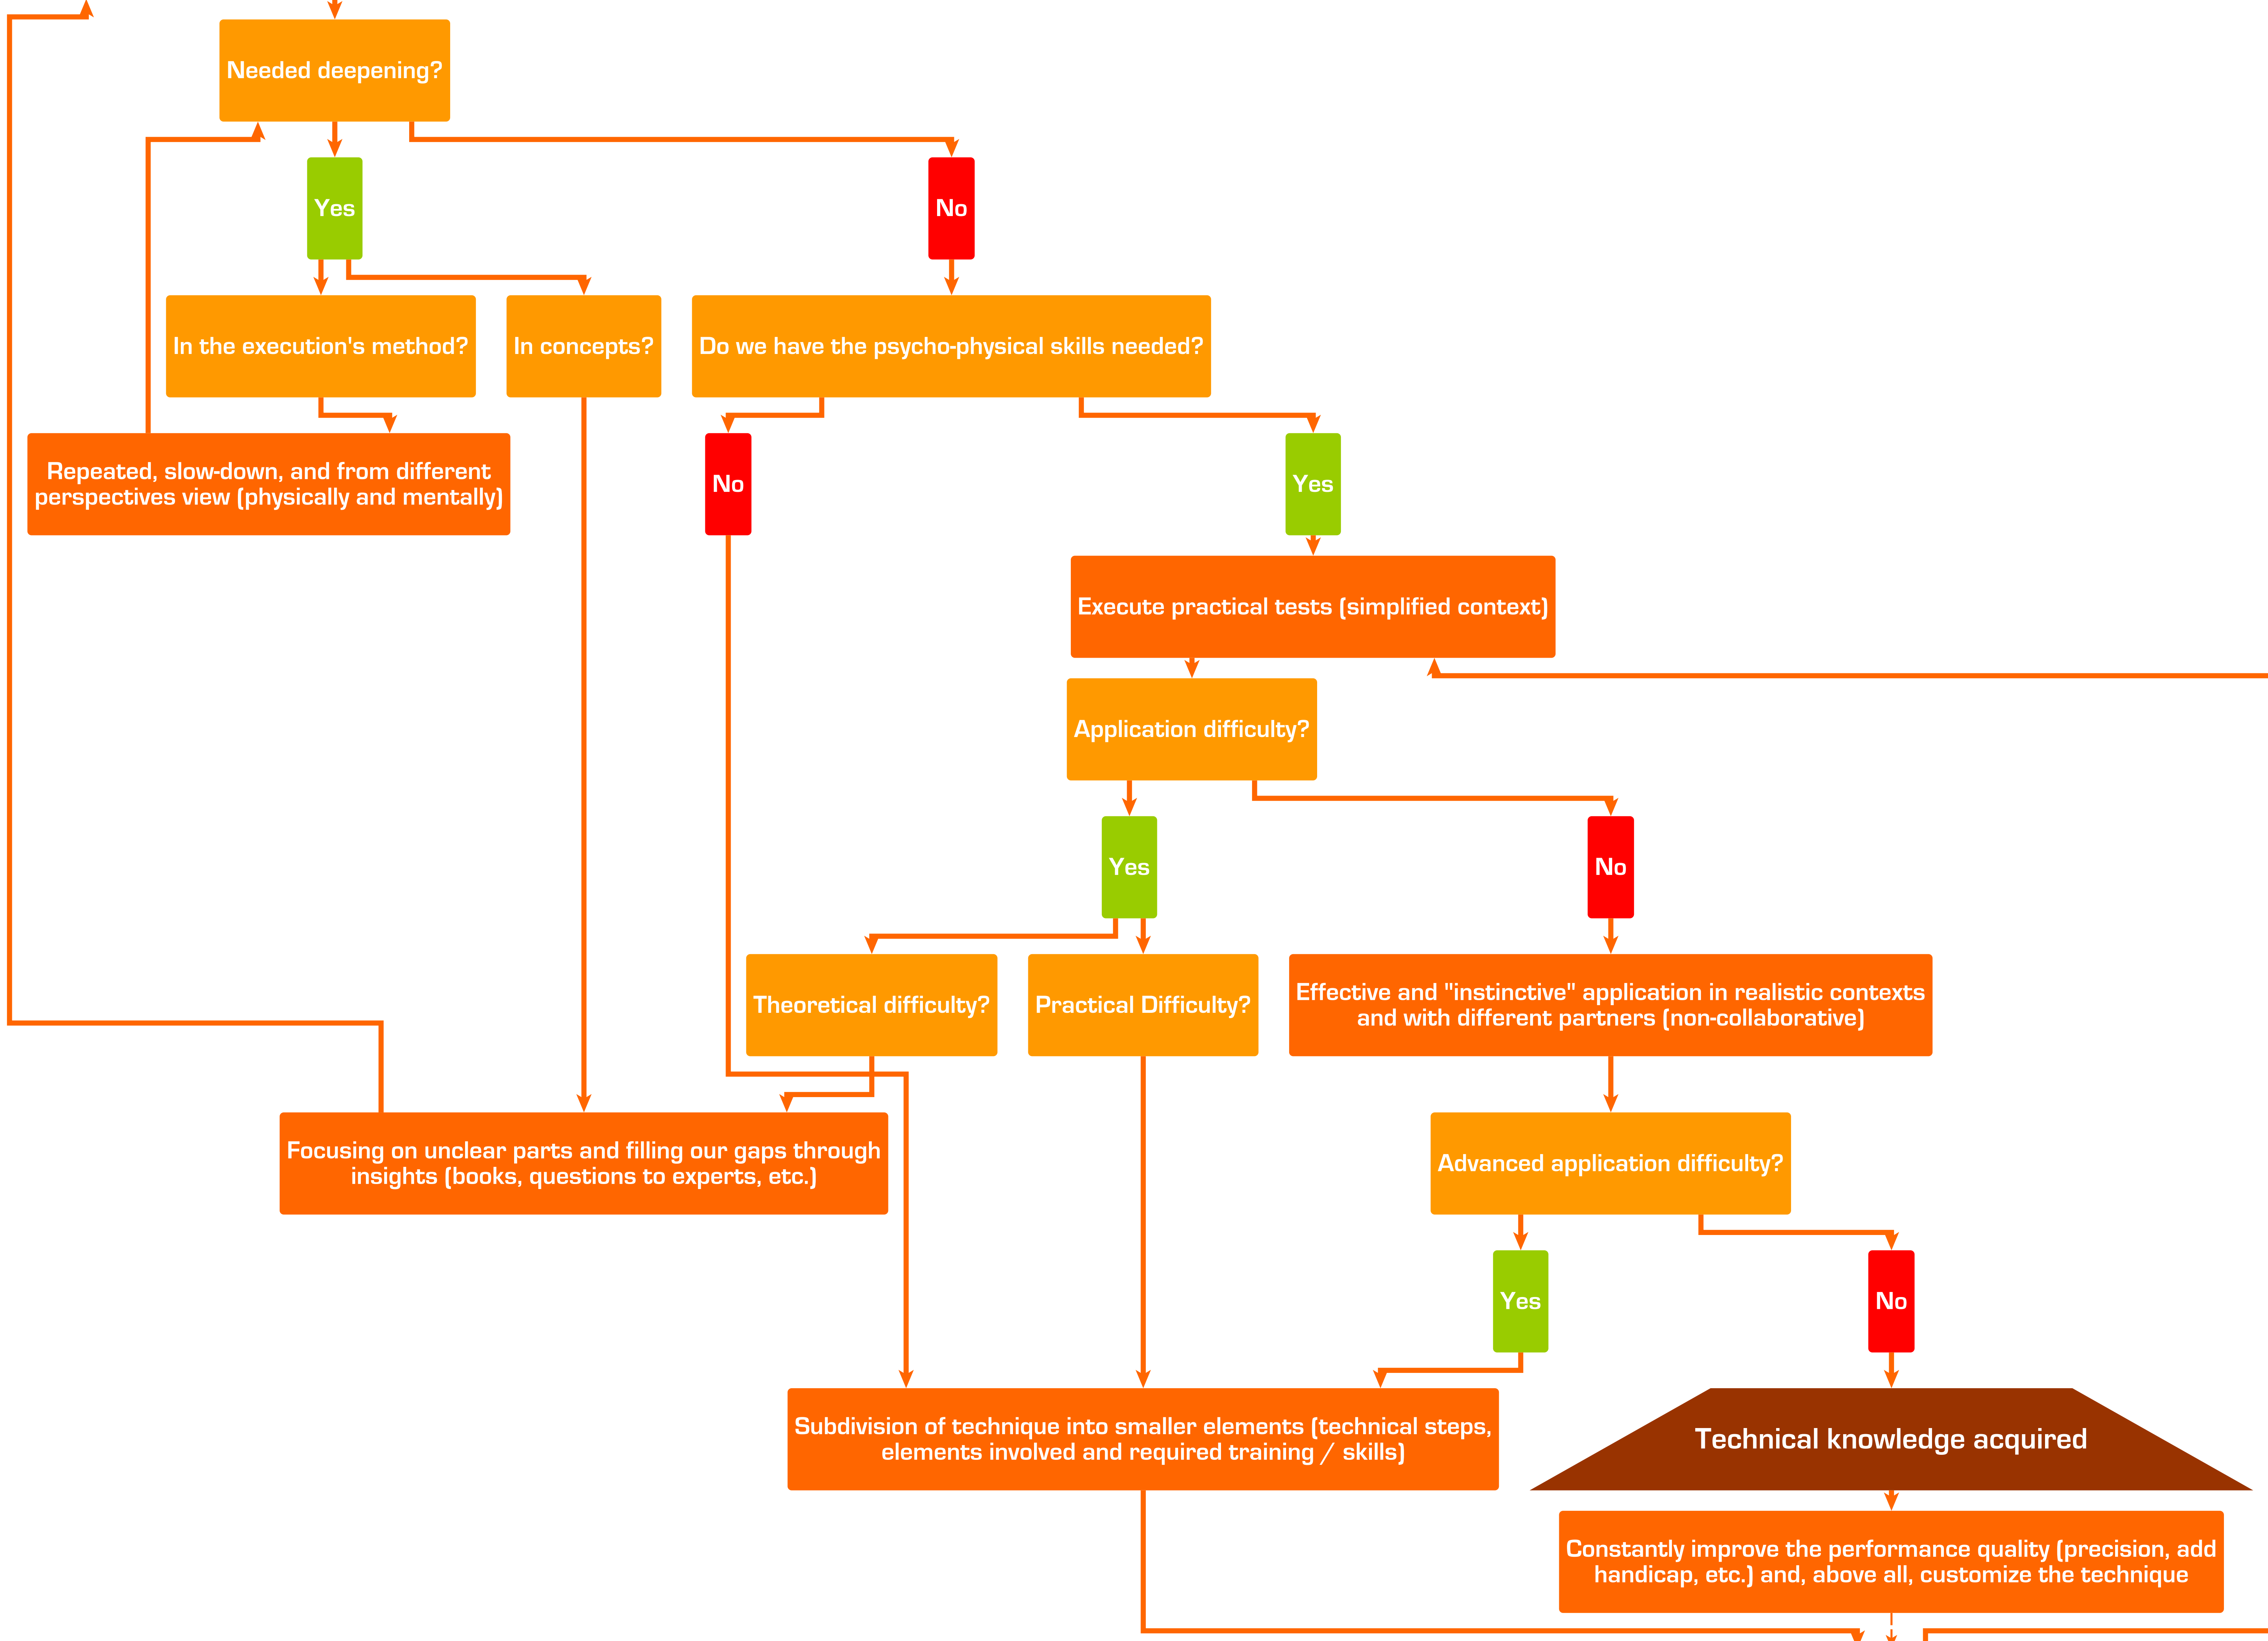 Needed deepening?
Yes
No
In the execution's method?
In concepts?
Do we have the psycho-physical skills needed?
Repeated, slow-down, and from different
perspectives view (physically and mentally)
No
Yes
Execute practical tests (simplified context)
Application difficulty?
Yes
No
Theoretical difficulty?
Practical Difficulty?
Effective and "instinctive" application in realistic contexts
and with different partners (non-collaborative)
Focusing on unclear parts and filling our gaps through
insights (books, questions to experts, etc.)
Advanced application difficulty?
Yes
No
Subdivision of technique into smaller elements (technical steps,
elements involved and required training / skills)
Technical knowledge acquired
Constantly improve the performance quality (precision, add
handicap, etc.) and, above all, customize the technique